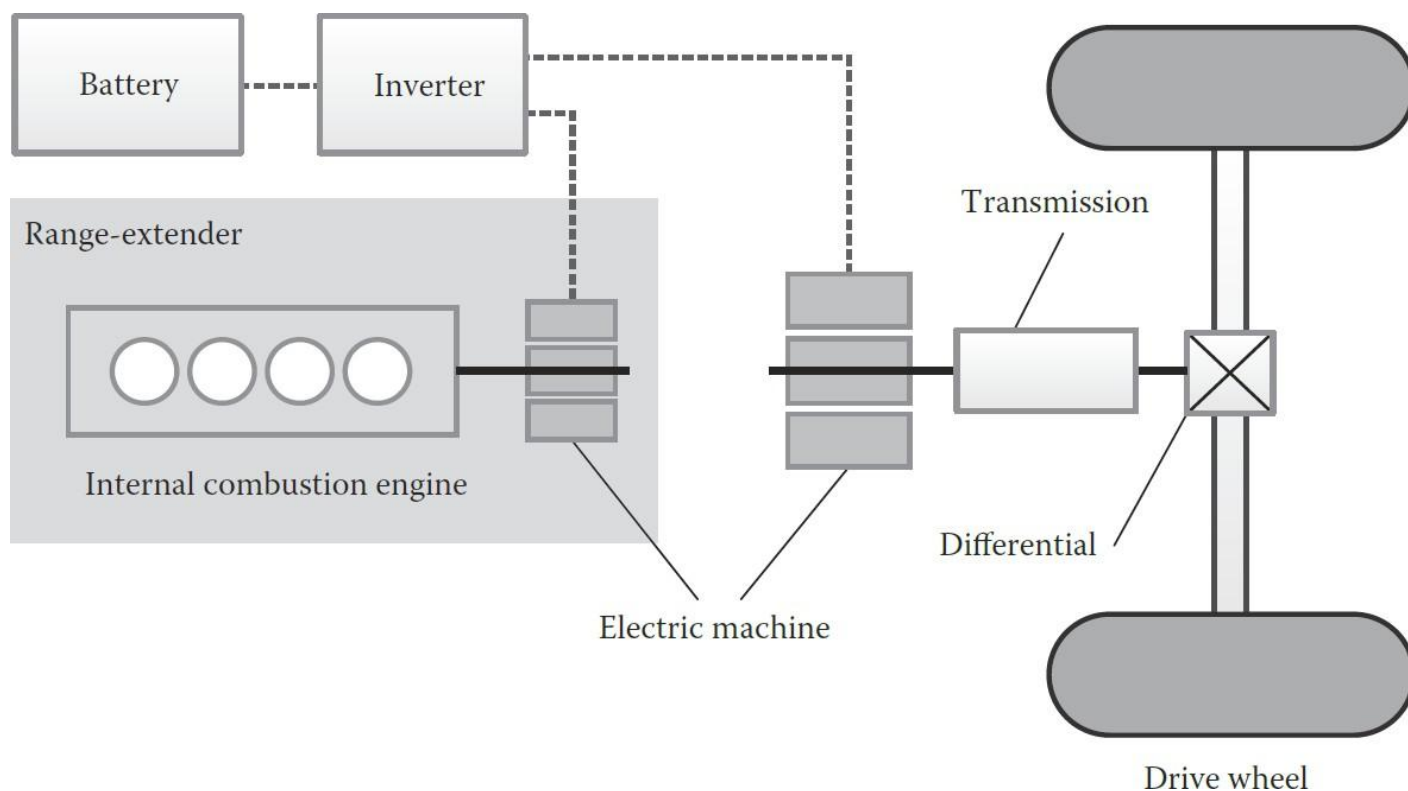 Battery
Inverter
Transmission
Range-extender
Internal combustion engine
Differential
Electric machine
Drive wheel